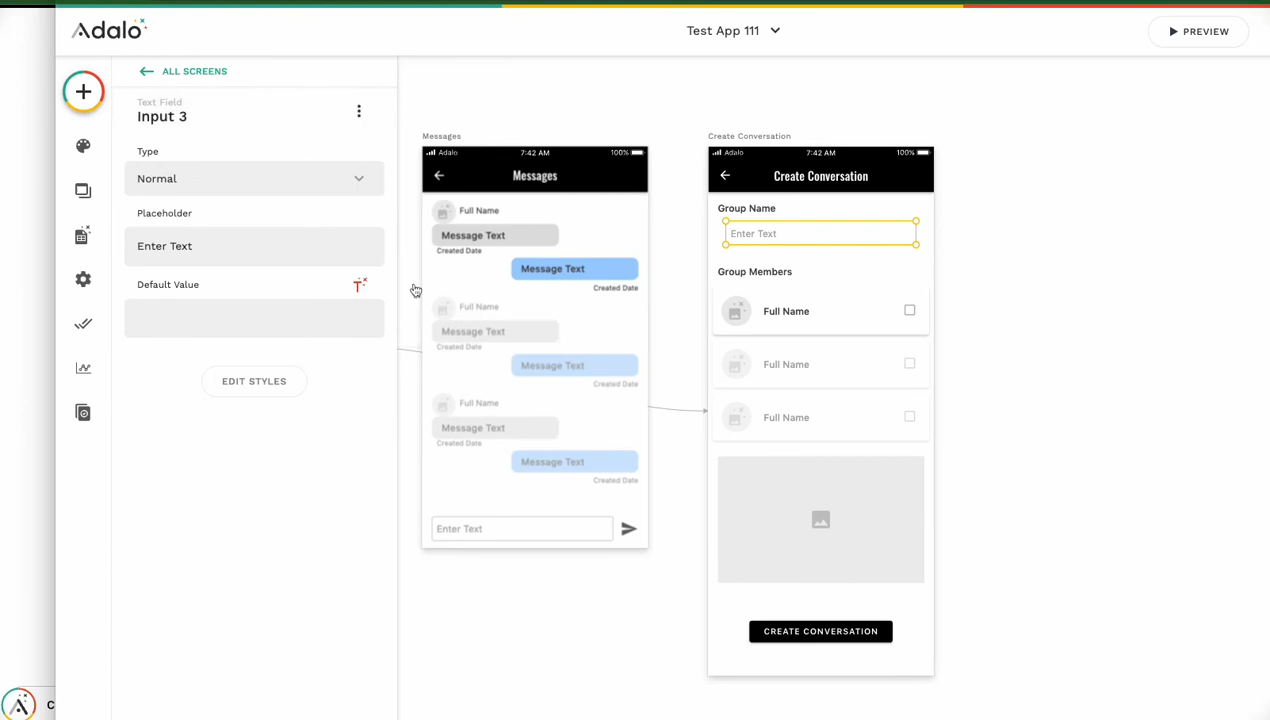 Adalo
Test App 111
PREVIEW
ALL SCREENS
Text Field
Input 3
Type
Normal
Placeholder
Enter Text
Default Value
EDIT STYLES
Messages
Adalo 7:42 AM 100%
Messages
Full Name
Message Text
Created Date
Message Text
Created Date
Full Name
Message Text
Created Date
Message Text
Created Date
Full Name
Message Text
Created Date
Message Text
Created Date
Enter Text
Create Conversation
Adalo 7:42 AM 100%
Create Conversation
Group Name
Enter Text
Group Members
Full Name
Full Name
Full Name
CREATE CONVERSATION
C